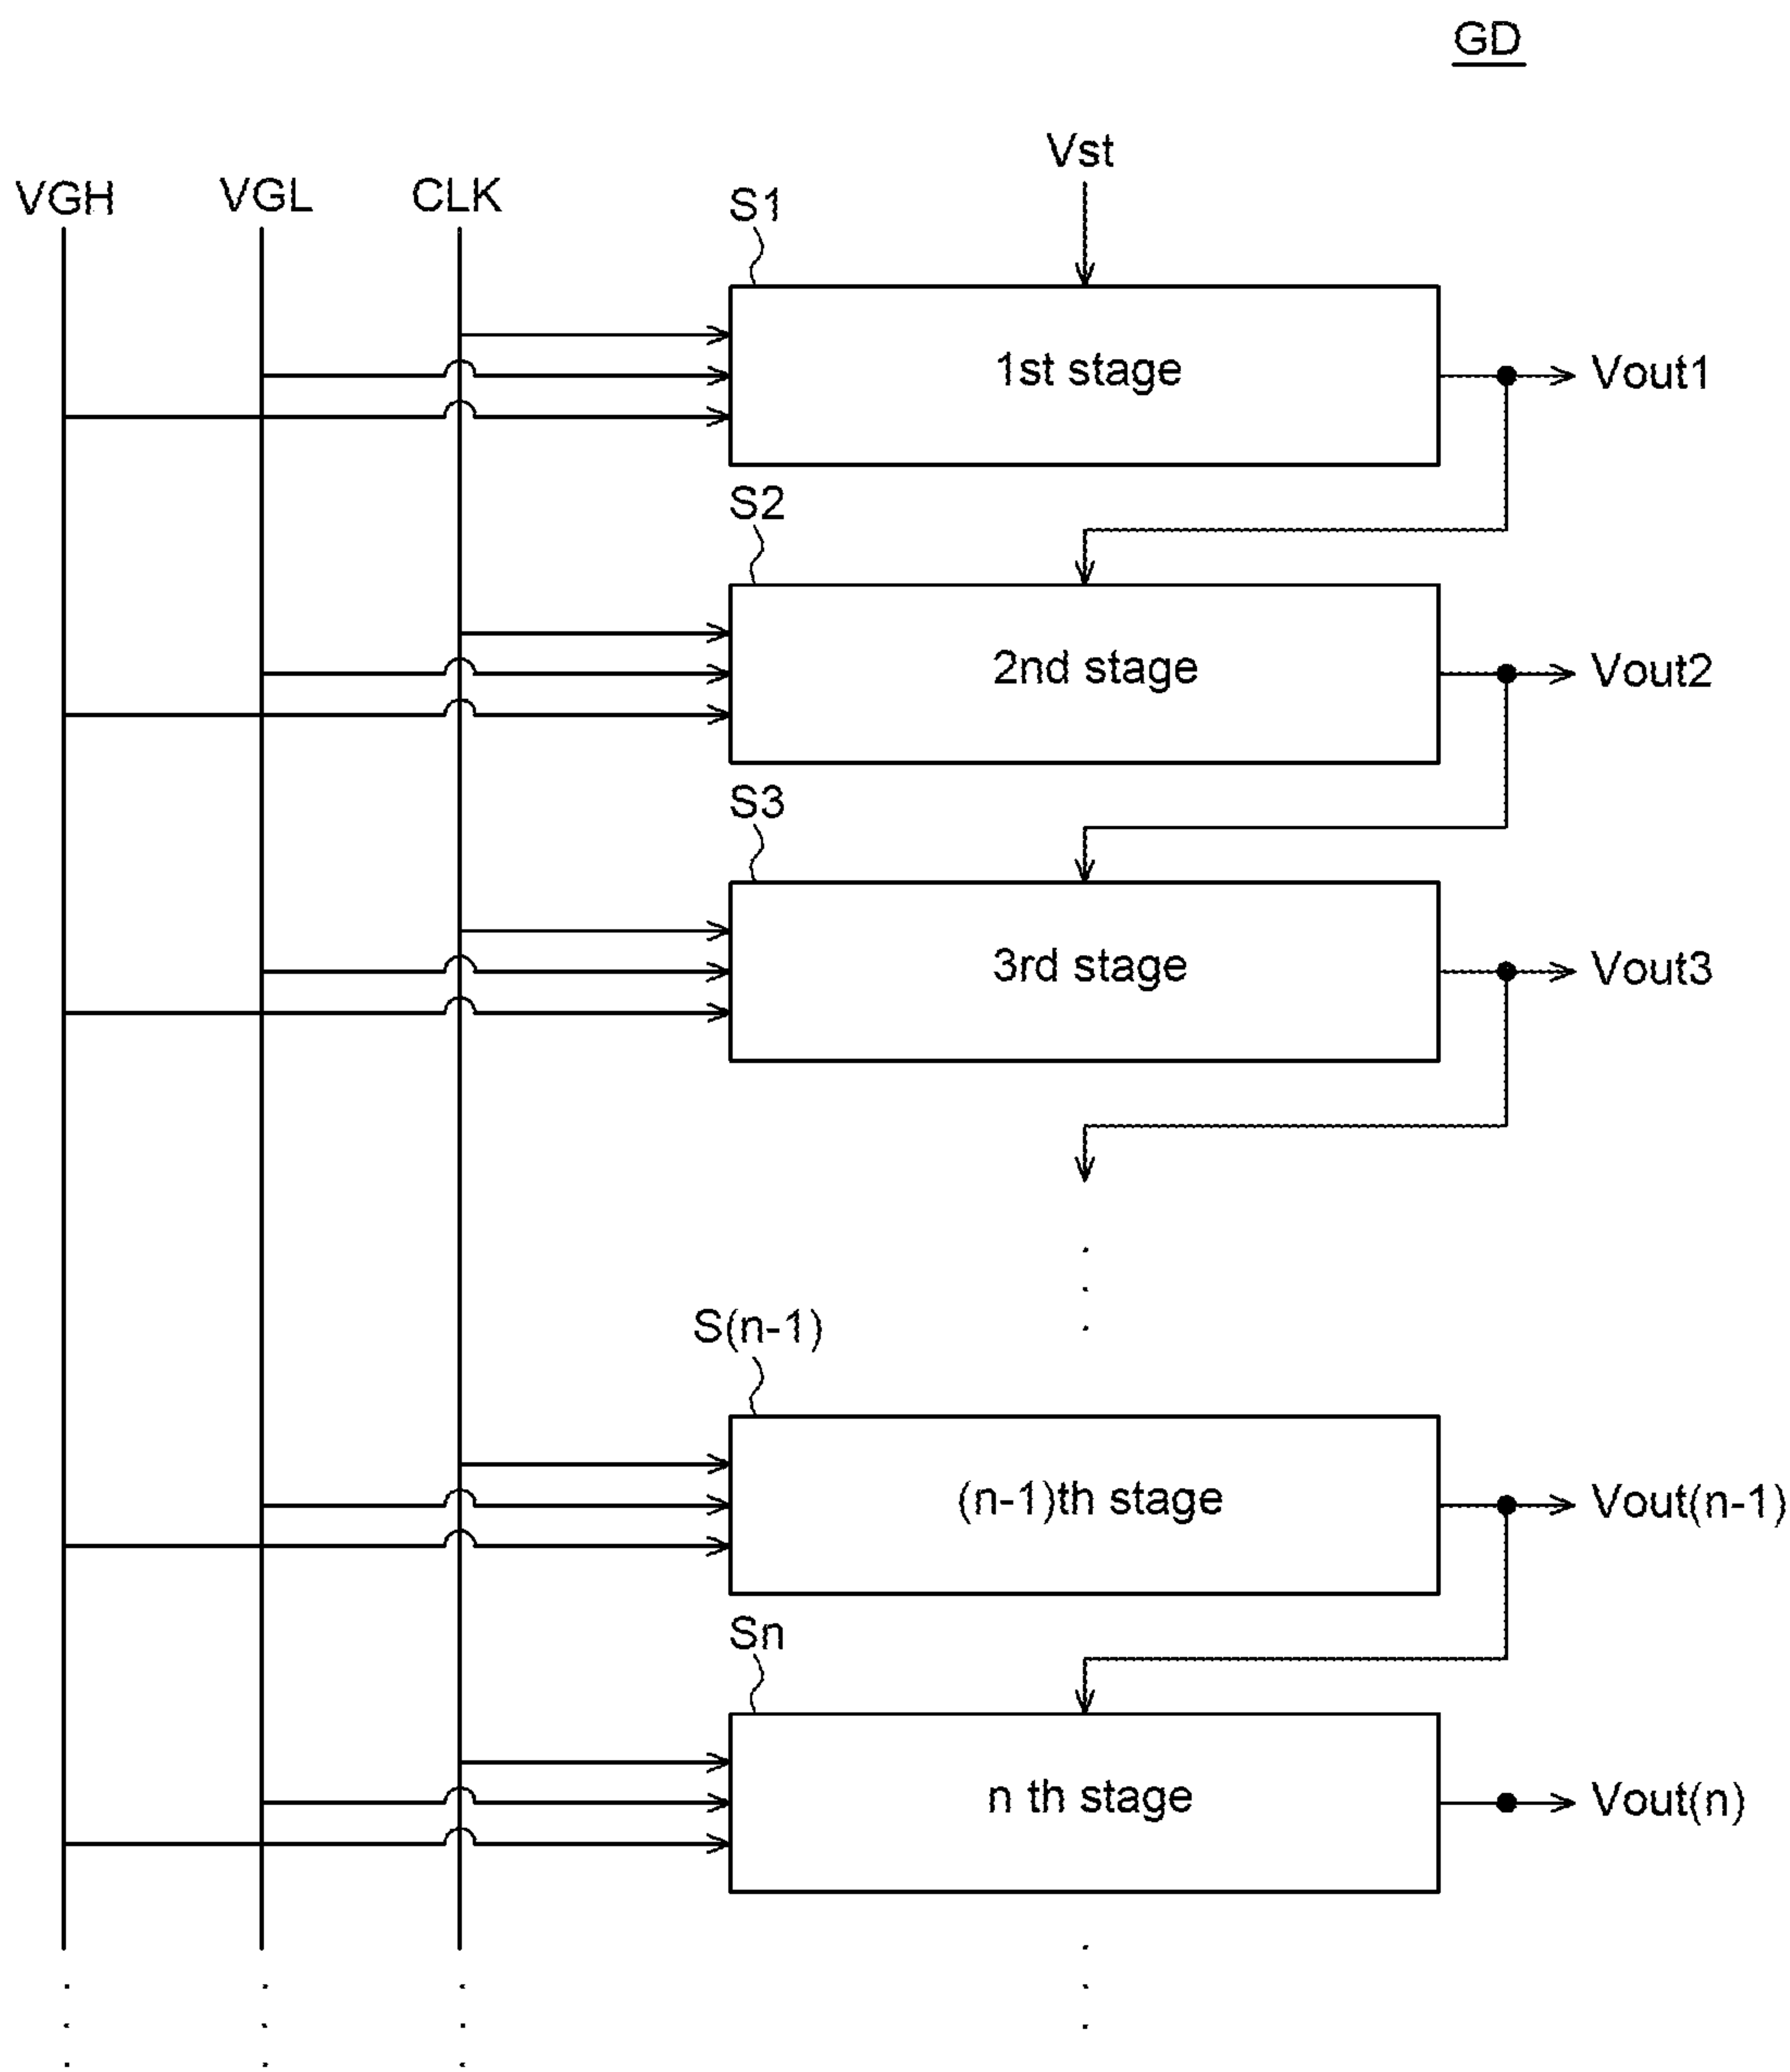 GD
Vst
VGH
VGL
CLK
S1
1st stage
Vout1
S2
2nd stage
Vout2
S3
3rd stage
Vout3
S(n-1)
(n-1)th stage
Vout(n-1)
Sn
n th stage
Vout(n)